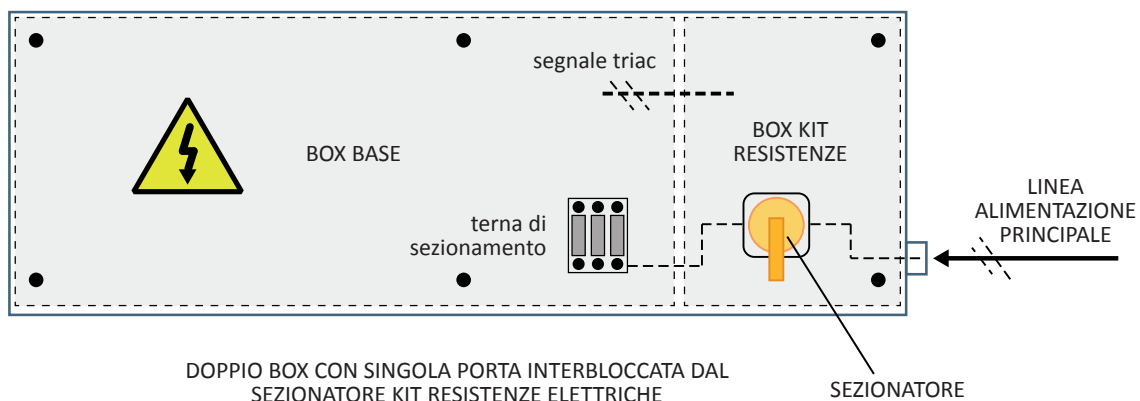 segnale triac
BOX BASE
BOX KIT
RESISTENZE
terna di
sezionamento
LINEA
ALIMENTAZIONE
PRINCIPALE
DOPPIO BOX CON SINGOLA PORTA INTERBLOCCATA DAL
SEZIONATORE KIT RESISTENZE ELETTRICHE
SEZIONATORE